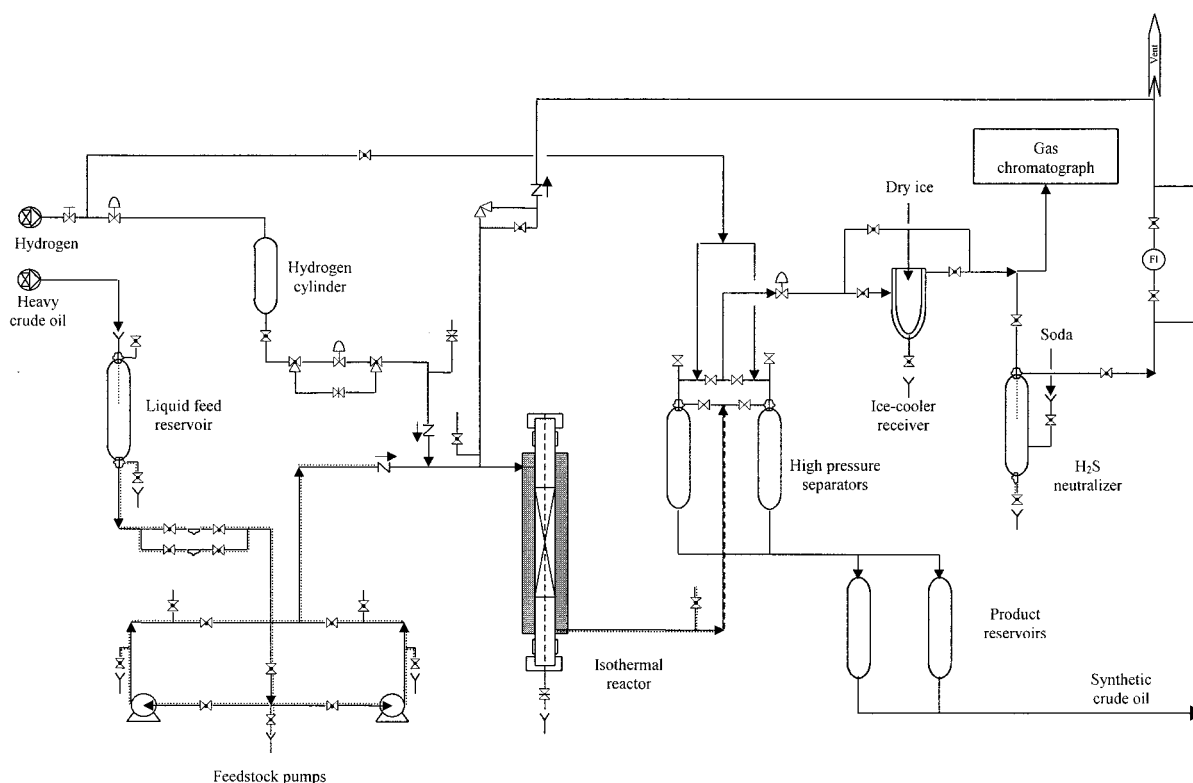 Vent
Gas
chromatograph
Dry ice
Hydrogen
Hydrogen
cylinder
Heavy
crude oil
FI
Soda
Liquid feed
reservoir
Ice-cooler
receiver
High pressure
separators
H₂S
neutralizer
Product
reservoirs
Isothermal
reactor
Synthetic
crude oil
Feedstock pumps